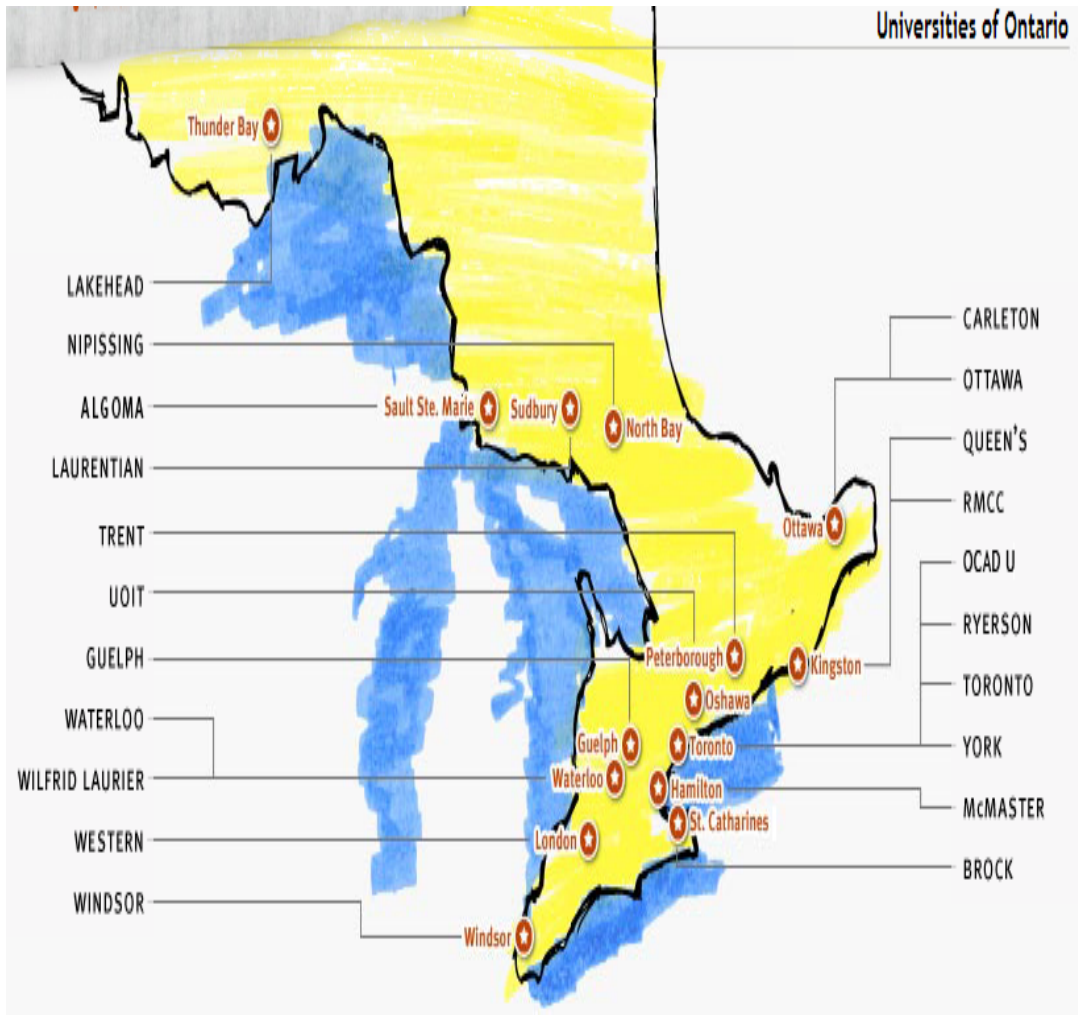 Universities of Ontario
Thunder Bay
LAKEHEAD
NIPISSING
ALGOMA
LAURENTIAN
TRENT
UOIT
GUELPH
WATERLOO
WILFRID LAURIER
WESTERN
WINDSOR
Sault Ste. Marie
Sudbury
North Bay
Ottawa
Peterborough
Kingston
Oshawa
Guelph
Toronto
Waterloo
Hamilton
St. Catharines
London
Windsor
CARLETON
OTTAWA
QUEEN'S
RMCC
OCAD U
RYERSON
TORONTO
YORK
McMASTER
BROCK